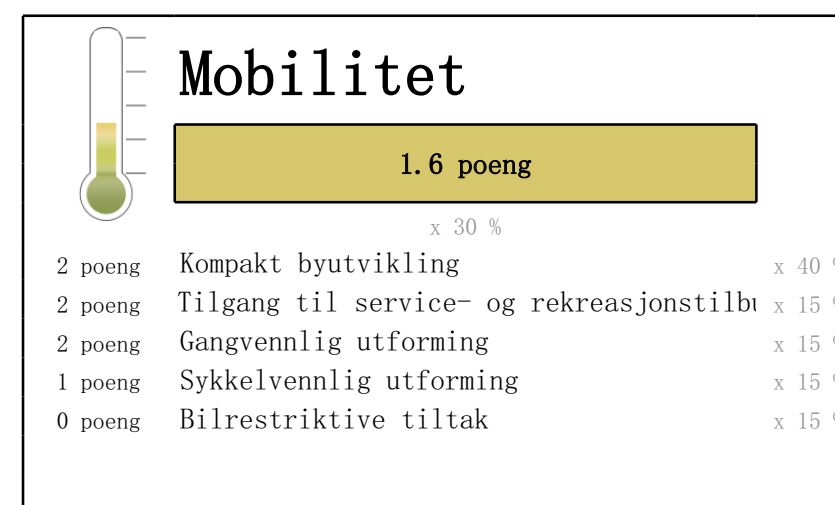 Mobilitet
1.6 poeng
x 30 %
2 poeng Kompakt byutvikling x 40
2 poeng Tilgang til service- og x 15
2 poeng Gangvennlig utforming x 15
1 poeng Sykkelvennlig utforming x 15
0 poeng Bilrestriktive tiltak x 15